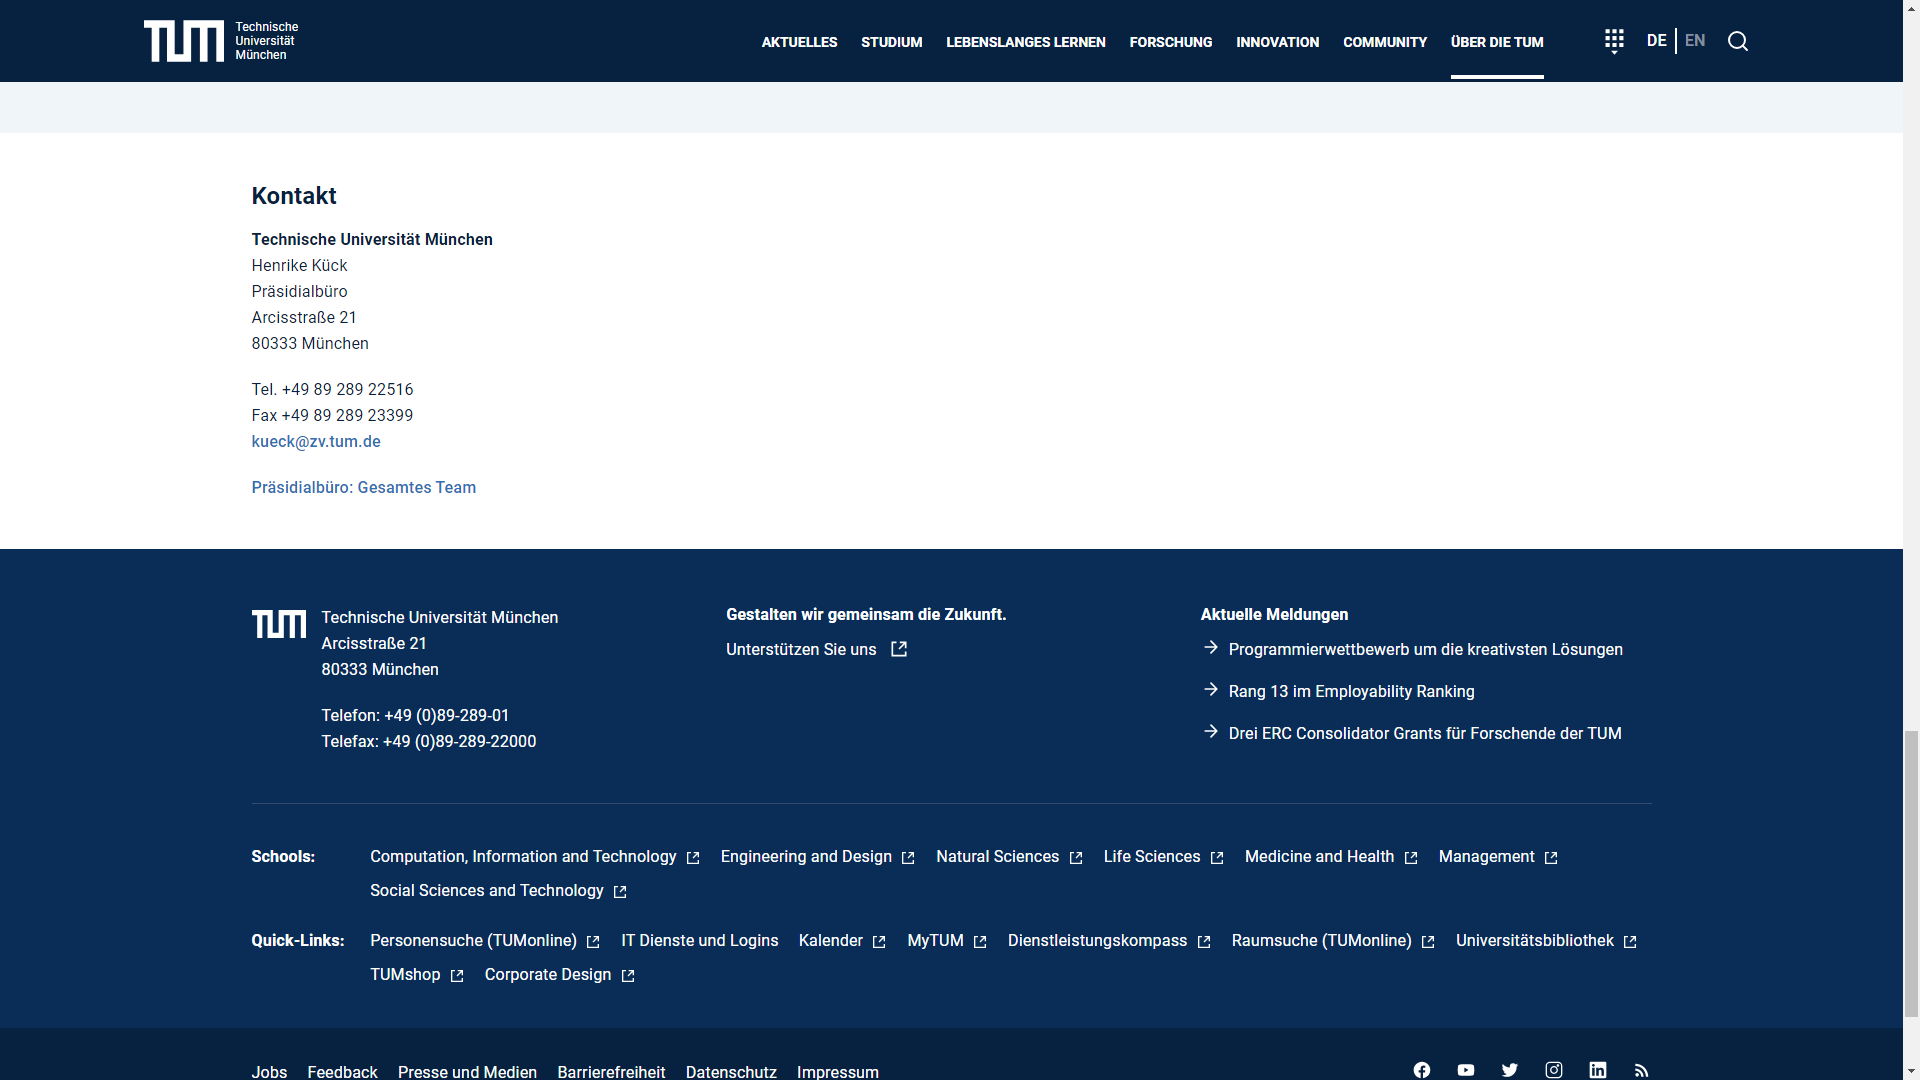 TUM Technische
Universität
München
AKTUELLES STUDIUM LEBENSLANGES LERNEN FORSCHUNG INNOVATION COMMUNITY ÜBER DIE TUM DE EN
Kontakt
Technische Universität München
Henrike Kück
Präsidialbüro
Arcisstraße 21
80333 München
Tel. +49 89 289 22516
Fax +49 89 289 23399
kueck@zv.tum.de
Präsidialbüro: Gesamtes Team
TUM Technische Universität München
Arcisstraße 21
80333 München
Telefon: +49 (0)89-289-01
Telefax: +49 (0)89-289-22000
Gestalten wir gemeinsam die Zukunft.
Unterstützen Sie uns
Aktuelle Meldungen
Programmierwettbewerb um die kreativsten Lösungen
Rang 13 im Employability Ranking
Drei ERC Consolidator Grants für Forschende der TUM
Schools: Computation, Information and Technology Engineering and Design Natural Sciences Life Sciences Medicine and Health Management
Social Sciences and Technology
Quick-Links: Personensuche (TUMonline) IT Dienste und Logins Kalender MyTUM Dienstleistungskompass Raumsuche (TUMonline) Universitätsbibliothek
TUMshop Corporate Design
Jobs Feedback Presse und Medien Barrierefreiheit Datenschutz Impressum